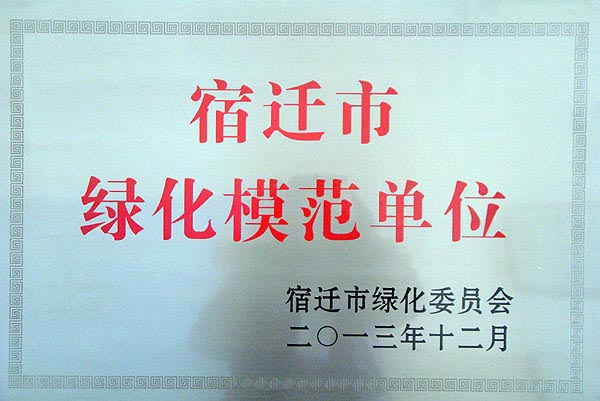 宿迁市
绿化模范单位
宿迁市绿化委员会
二〇一三年十二月